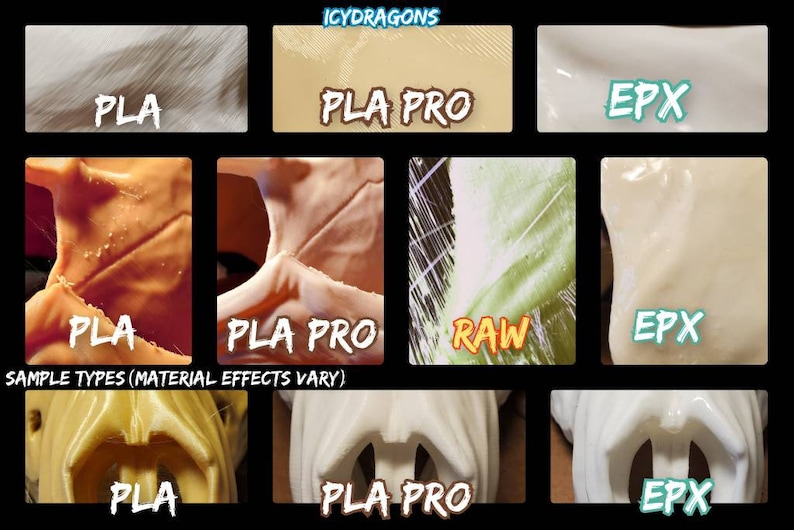 ICYDRAGONS
PLA
PLA PRO
EPX
PLA
PLA PRO
RAW
EPX
SAMPLE TYPES (MATERIAL EFFECTS VARY)
PLA
PLA PRO
EPX